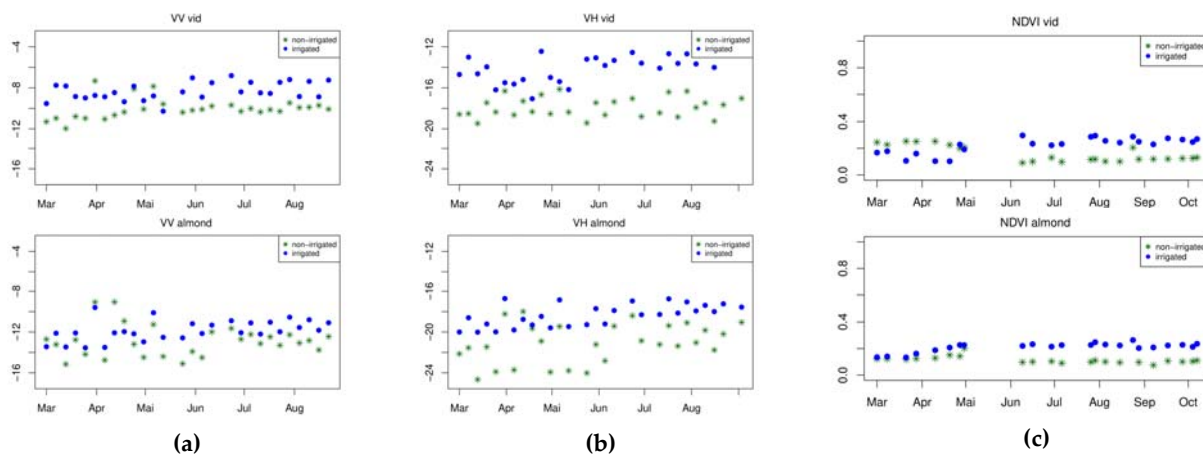 VV vid
non-irrigated
irrigated
-4
-8
-12
-16
Mar Apr Mai Jun Jul Aug
VV almond
non-irrigated
irrigated
-4
-8
-12
-16
Mar Apr Mai Jun Jul Aug
(a)
VH vid
non-irrigated
irrigated
-12
-16
-20
-24
Mar Apr Mai Jun Jul Aug
VH almond
non-irrigated
irrigated
-12
-16
-20
-24
Mar Apr Mai Jun Jul Aug
(b)
NDVI vid
non-irrigated
irrigated
0.8
0.4
0.0
Mar Apr Mai Jun Jul Aug Sep Oct
NDVI almond
non-irrigated
irrigated
0.8
0.4
0.0
Mar Apr Mai Jun Jul Aug Sep Oct
(c)